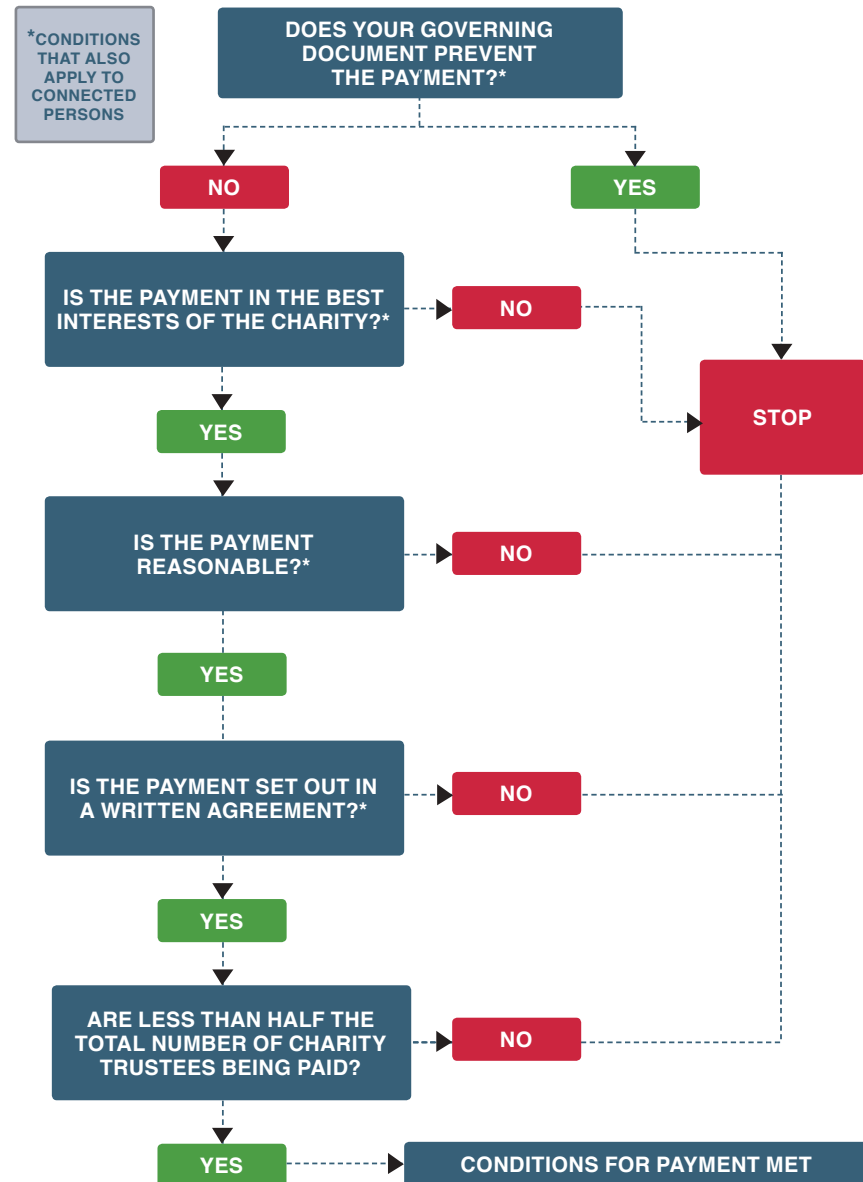 *CONDITIONS
THAT ALSO
APPLY TO
CONNECTED
PERSONS
DOES YOUR GOVERNING
DOCUMENT PREVENT
THE PAYMENT?*
NO
YES
IS THE PAYMENT IN THE BEST
INTERESTS OF THE CHARITY?*
NO
STOP
YES
IS THE PAYMENT
REASONABLE?*
NO
YES
IS THE PAYMENT SET OUT IN
A WRITTEN AGREEMENT?*
NO
YES
ARE LESS THAN HALF THE
TOTAL NUMBER OF CHARITY
TRUSTEES BEING PAID?
NO
YES
CONDITIONS FOR PAYMENT MET